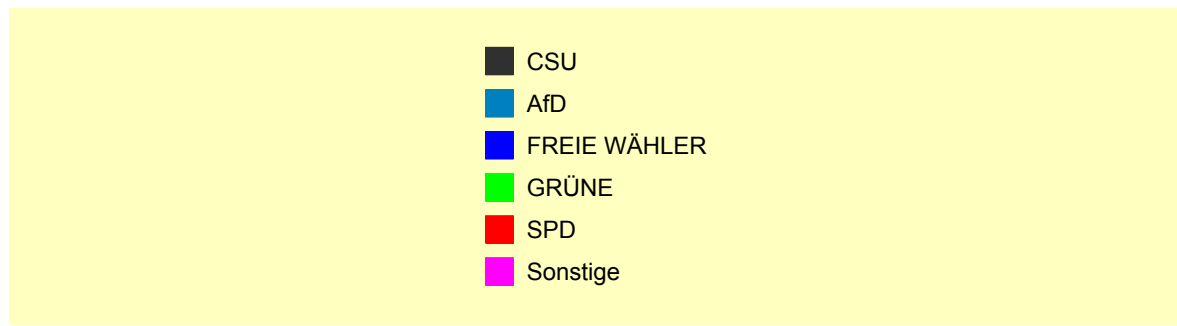 CSU
AfD
FREIE WÄHLER
GRÜNE
SPD
Sonstige